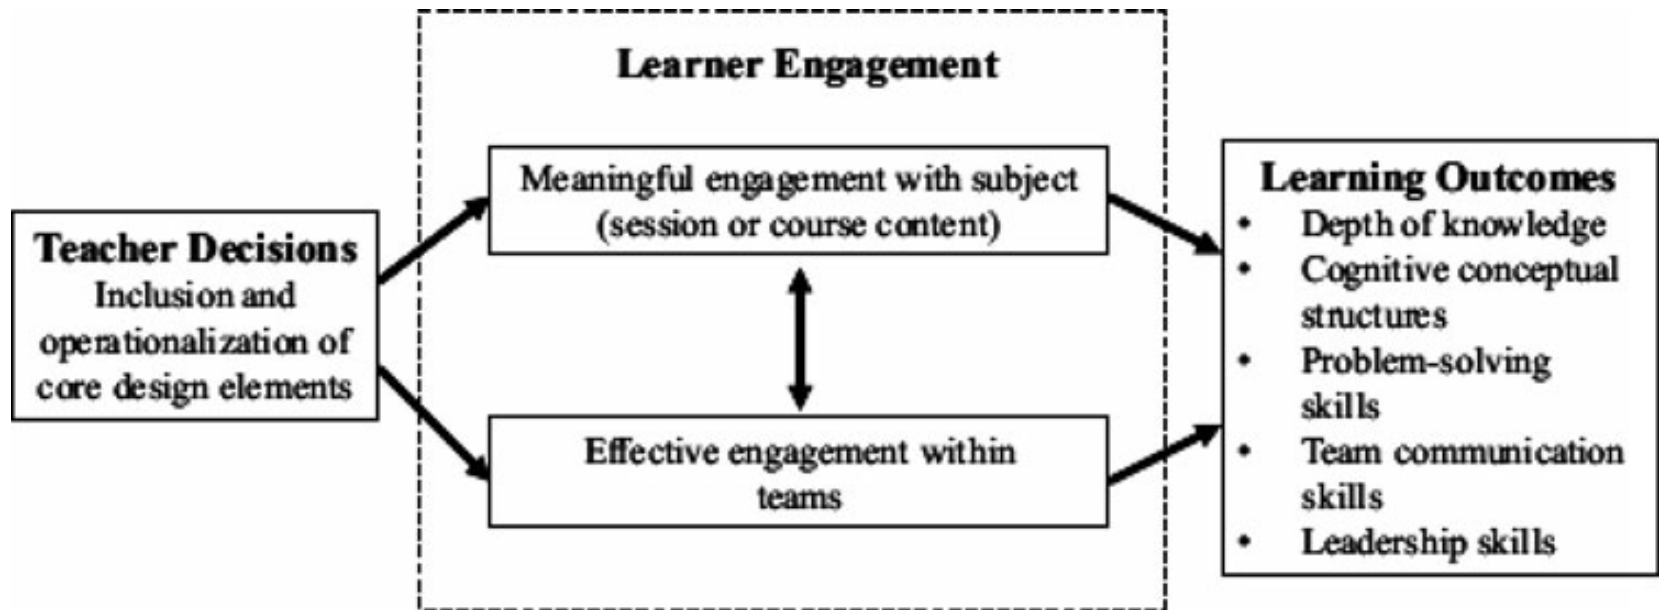 Learner Engagement
Teacher Decisions
Inclusion and
operationalization of
core design elements
Meaningful engagement with subject
(session or course content)
Effective engagement within
teams
Learning Outcomes
• Depth of knowledge
• Cognitive conceptual
structures
• Problem-solving
skills
• Team communication
skills
• Leadership skills